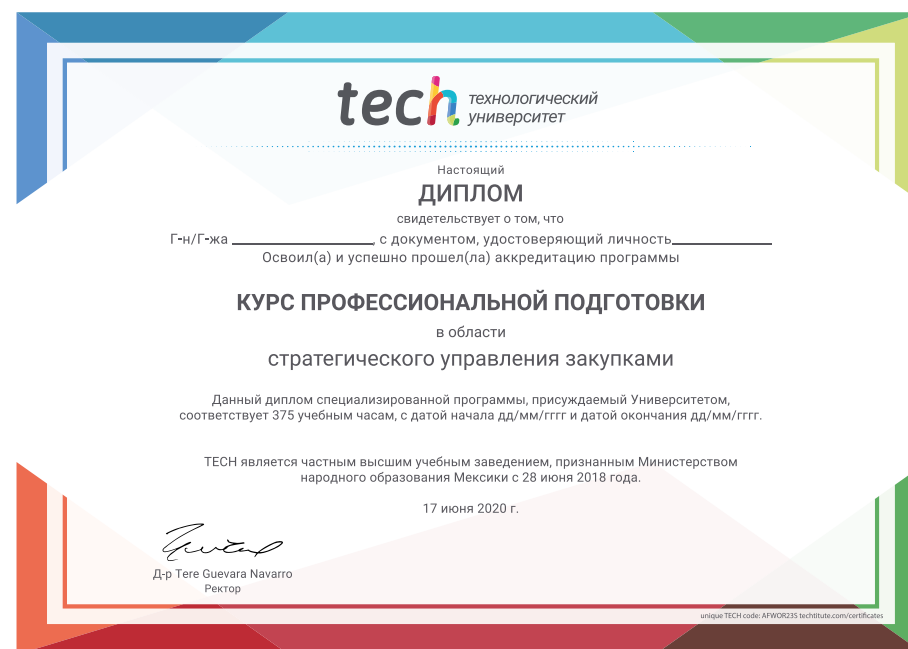 tech технологический
университет
Настоящий
ДИПЛОМ
свидетельствует о том, что
Г-н/Г-жа ____________________, с документом, удостоверяющий личность______________
Освоил(а) и успешно прошел(ла) аккредитацию программы
КУРС ПРОФЕССИОНАЛЬНОЙ ПОДГОТОВКИ
в области
стратегического управления закупками
Данный диплом специализированной программы, присуждаемый Университетом,
соответствует 375 учебным часам, с датой начала дд/мм/гггг и датой окончания дд/мм/гггг.
TECH является частным высшим учебным заведением, признанным Министерством
народного образования Мексики с 28 июня 2018 года.
17 июня 2020 г.
Д-р Tere Guevara Navarro
Ректор
unique TECH code: AFWOR23S techtitute.com/certificates